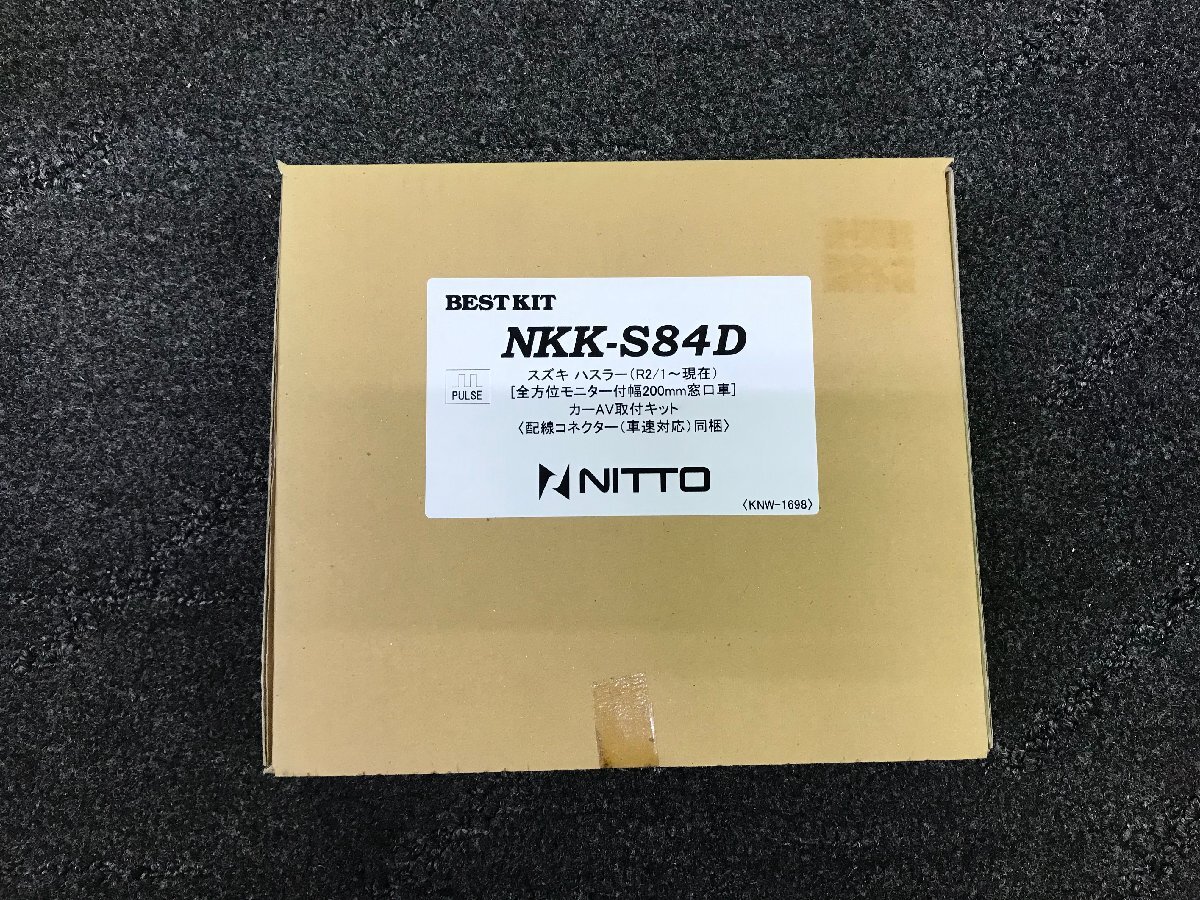 BEST KIT
NKK-S84D
スズキ ハスラー(R2/1～現在)
[全方位モニター付幅200mm窓口車]
PULSE
カーAV取付キット
〈配線コネクター(車速対応)同梱〉
NITTO
〈KNW-1698〉